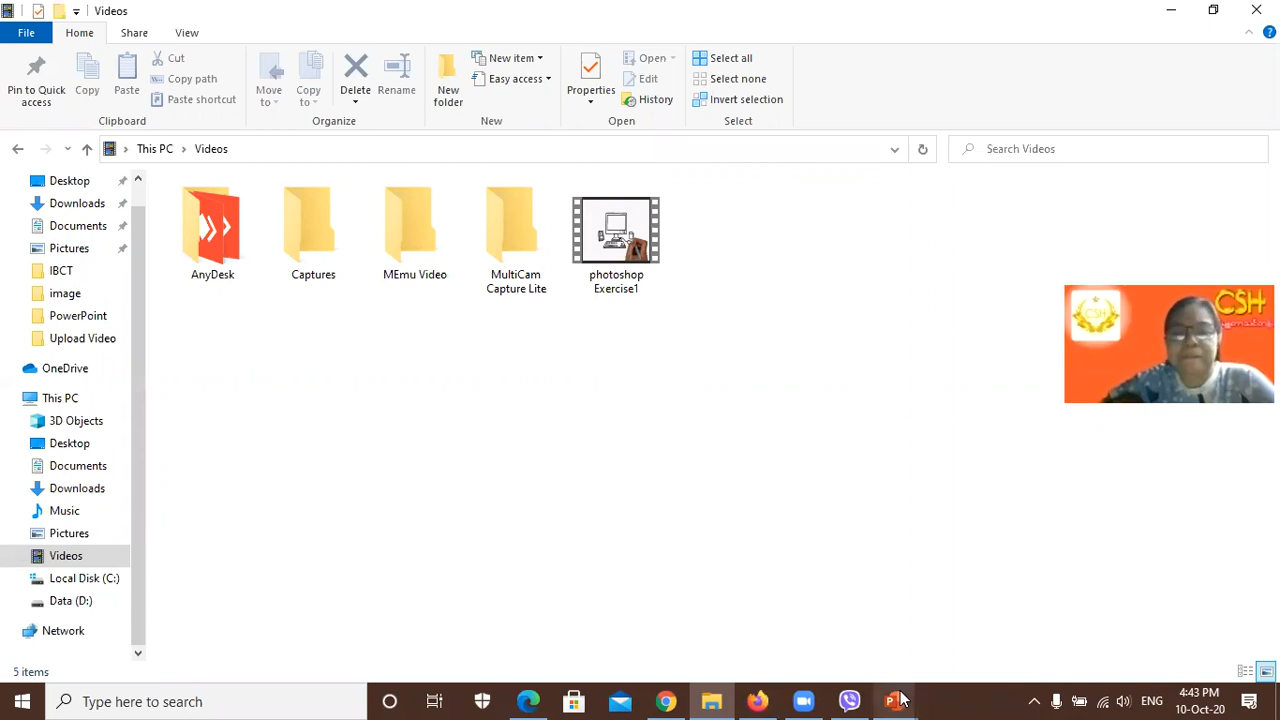 Videos
File Home Share View
Pin to Quick access
Copy
Paste
Cut
Copy path
Paste shortcut
Clipboard
Move to
Copy to
Delete
Rename
Organize
New folder
New item
Easy access
New
Properties
Open
Edit
History
Open
Select all
Select none
Invert selection
Select
This PC > Videos
Search Videos
Desktop
Downloads
Documents
Pictures
IBCT
image
PowerPoint
Upload Video
OneDrive
This PC
3D Objects
Desktop
Documents
Downloads
Music
Pictures
Videos
Local Disk (C:)
Data (D:)
Network
AnyDesk
Captures
MEmu Video
MultiCam Capture Lite
photoshop Exercise1
CSH
CSH
5 items
Type here to search
ENG
4:43 PM
10-Oct-20